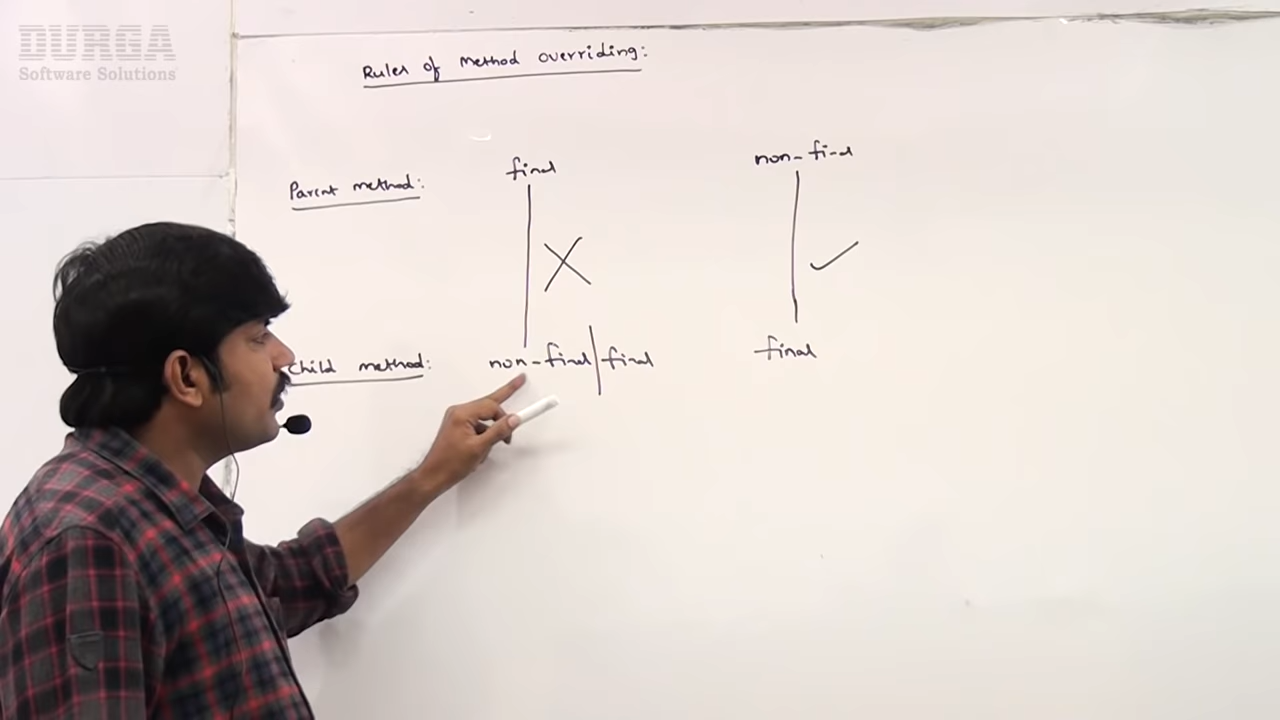 DURGA
Software Solutions
Rules of Method overriding:
Parent method: final non-final
Child method: non-final | final final